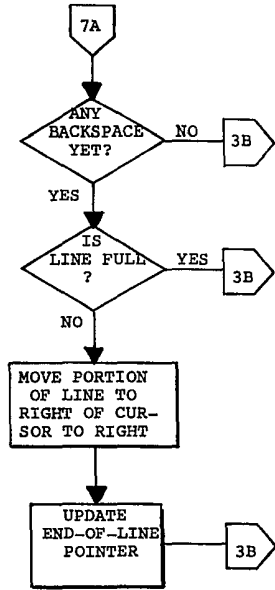 7A
ANY
BACKSPACE
YET?
NO
3B
YES
IS
LINE FULL
?
YES
3B
NO
MOVE PORTION
OF LINE TO
RIGHT OF CUR-
SOR TO RIGHT
UPDATE
END-OF-LINE
POINTER
3B